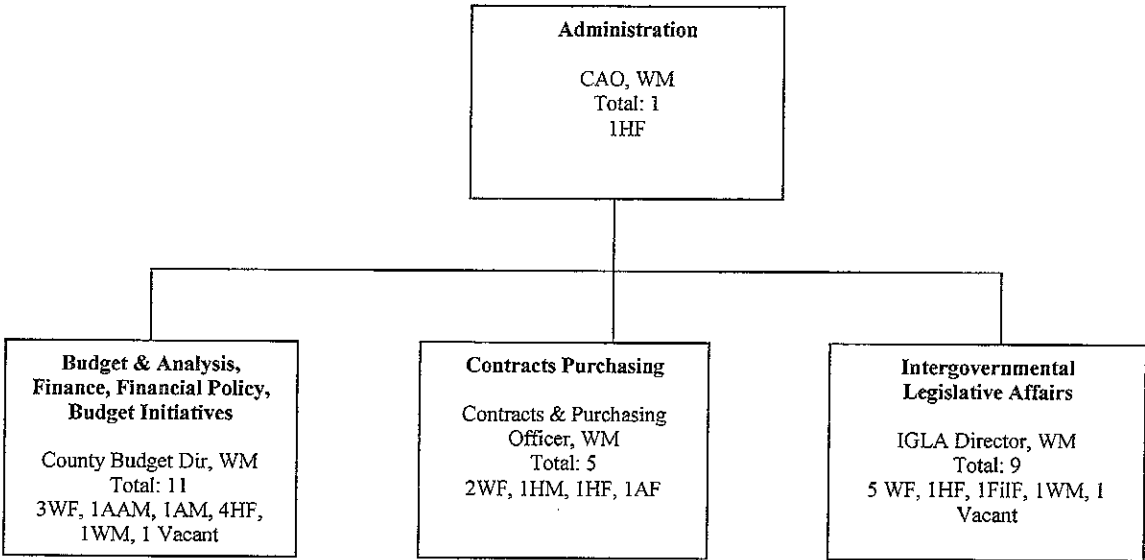 Administration
CAO, WM
Total: 1
1HF
Budget & Analysis,
Finance, Financial Policy,
Budget Initiatives
County Budget Dir, WM
Total: 11
3WF, 1AAM, 1AM, 4HF,
1WM, 1 Vacant
Contracts Purchasing
Contracts & Purchasing
Officer, WM
Total: 5
2WF, 1HM, 1HF, 1AF
Intergovernmental
Legislative Affairs
IGLA Director, WM
Total: 9
5 WF, 1HF, 1FilF, 1WM, 1
Vacant